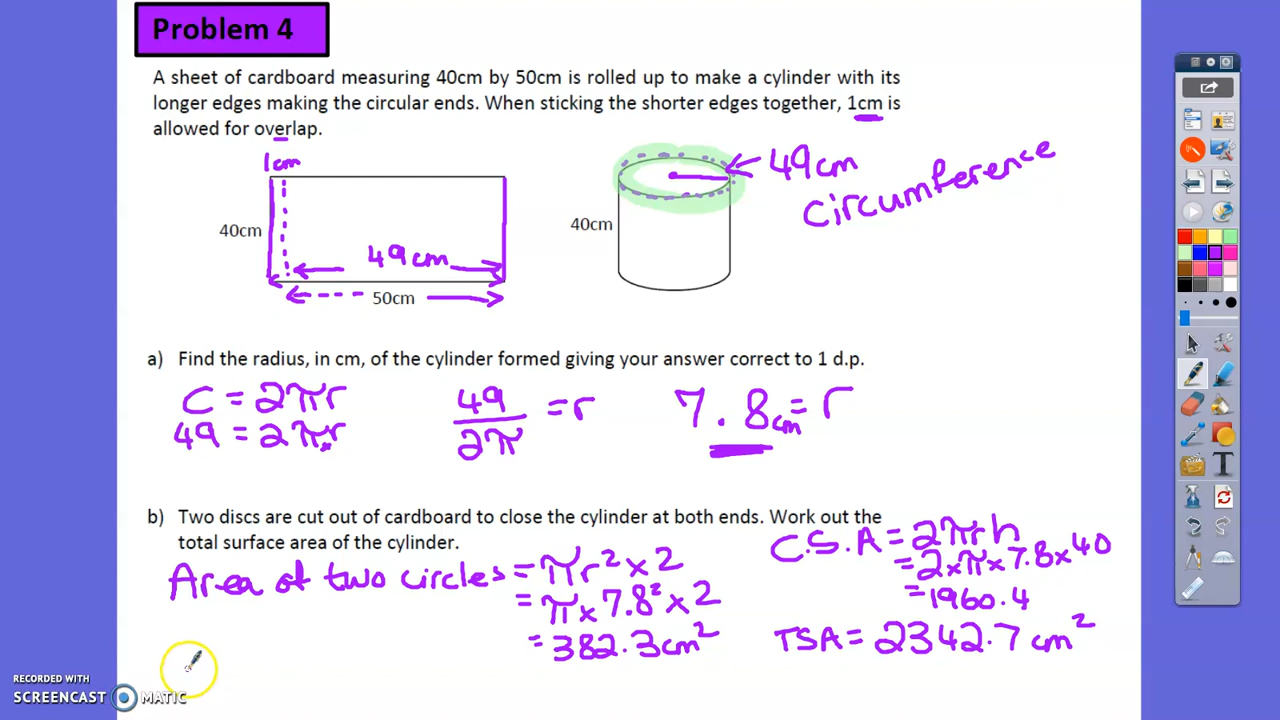 Problem 4
A sheet of cardboard measuring 40cm by 50cm is rolled up to make a cylinder with its
longer edges making the circular ends. When sticking the shorter edges together, 1cm is
allowed for overlap.
1cm
40cm
49cm
50cm
49cm
circumference
40cm
a) Find the radius, in cm, of the cylinder formed giving your answer correct to 1 d.p.
C = 2πr
49 = 2πr
49
2π
= r
7.8cm = r
b) Two discs are cut out of cardboard to close the cylinder at both ends. Work out the
total surface area of the cylinder.
Area of two circles = πr² × 2
= π × 7.8² × 2
= 382.3cm²
C.S.A = 2πrh
= 2×π×7.8×40
= 1960.4
TSA = 2342.7cm²
RECORDED WITH
SCREENCAST MATIC
T